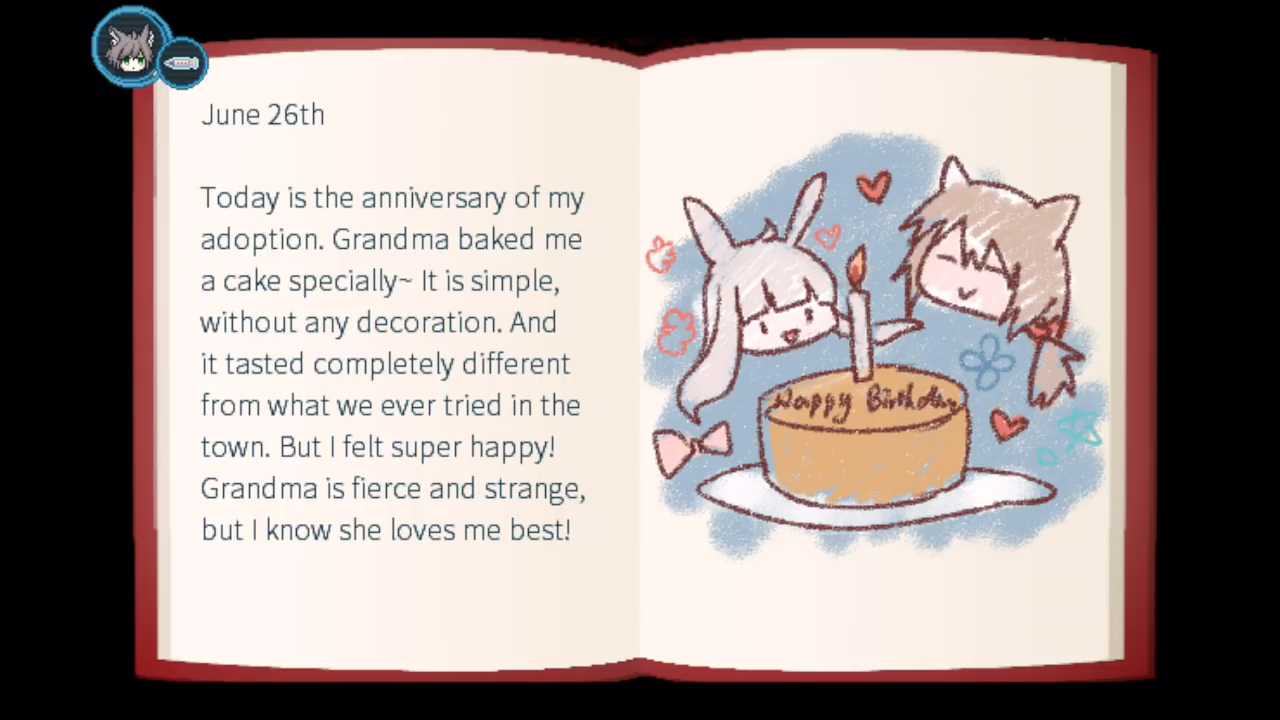 June 26th
Today is the anniversary of my
adoption. Grandma baked me
a cake specially~ It is simple,
without any decoration. And
it tasted completely different
from what we ever tried in the
town. But I felt super happy!
Grandma is fierce and strange,
but I know she loves me best!
Happy Birthday